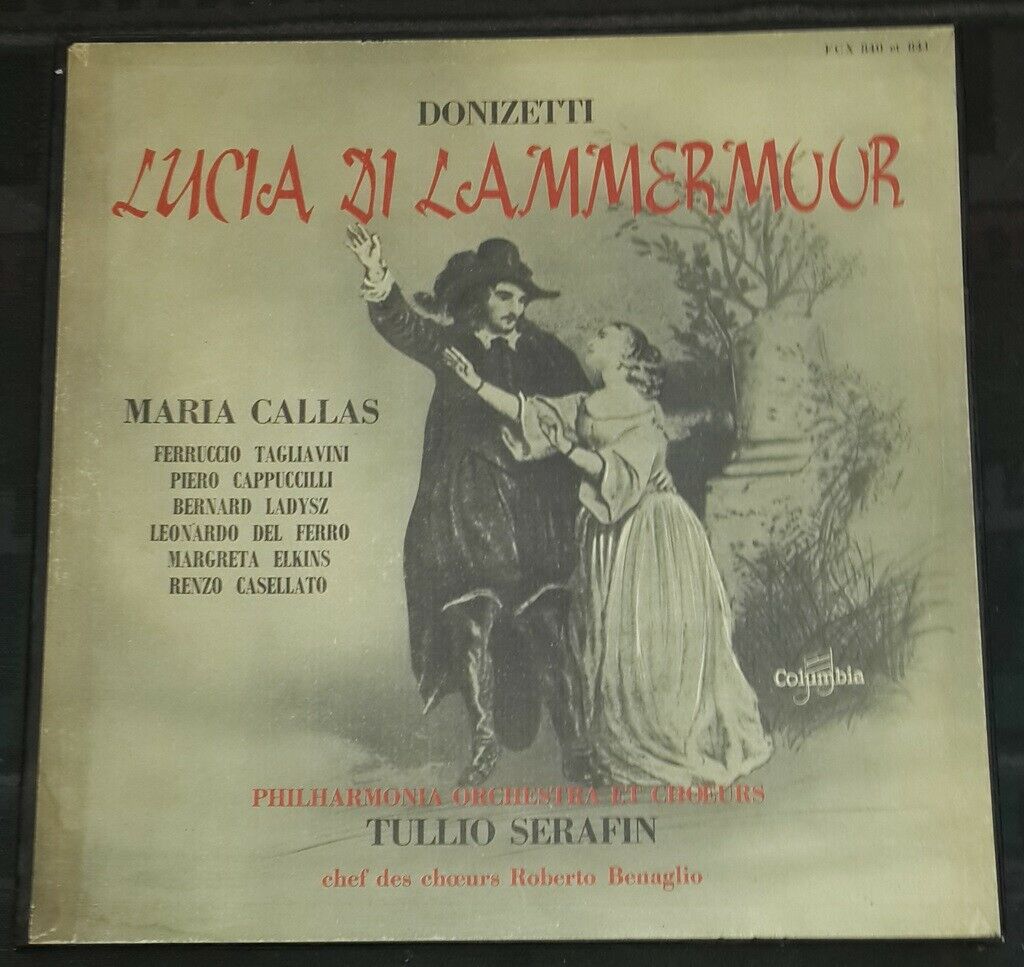 FCX 840 et 841
DONIZETTI
LUCIA DI LAMMERMOOR
MARIA CALLAS
FERRUCCIO TAGLIAVINI
PIERO CAPPUCCILLI
BERNARD LADYSZ
LEONARDO DEL FERRO
MARGRETA ELKINS
RENZO CASELLATO
Columbia
PHILHARMONIA ORCHESTRA ET CHŒURS
TULLIO SERAFIN
chef des chœurs Roberto Benaglio